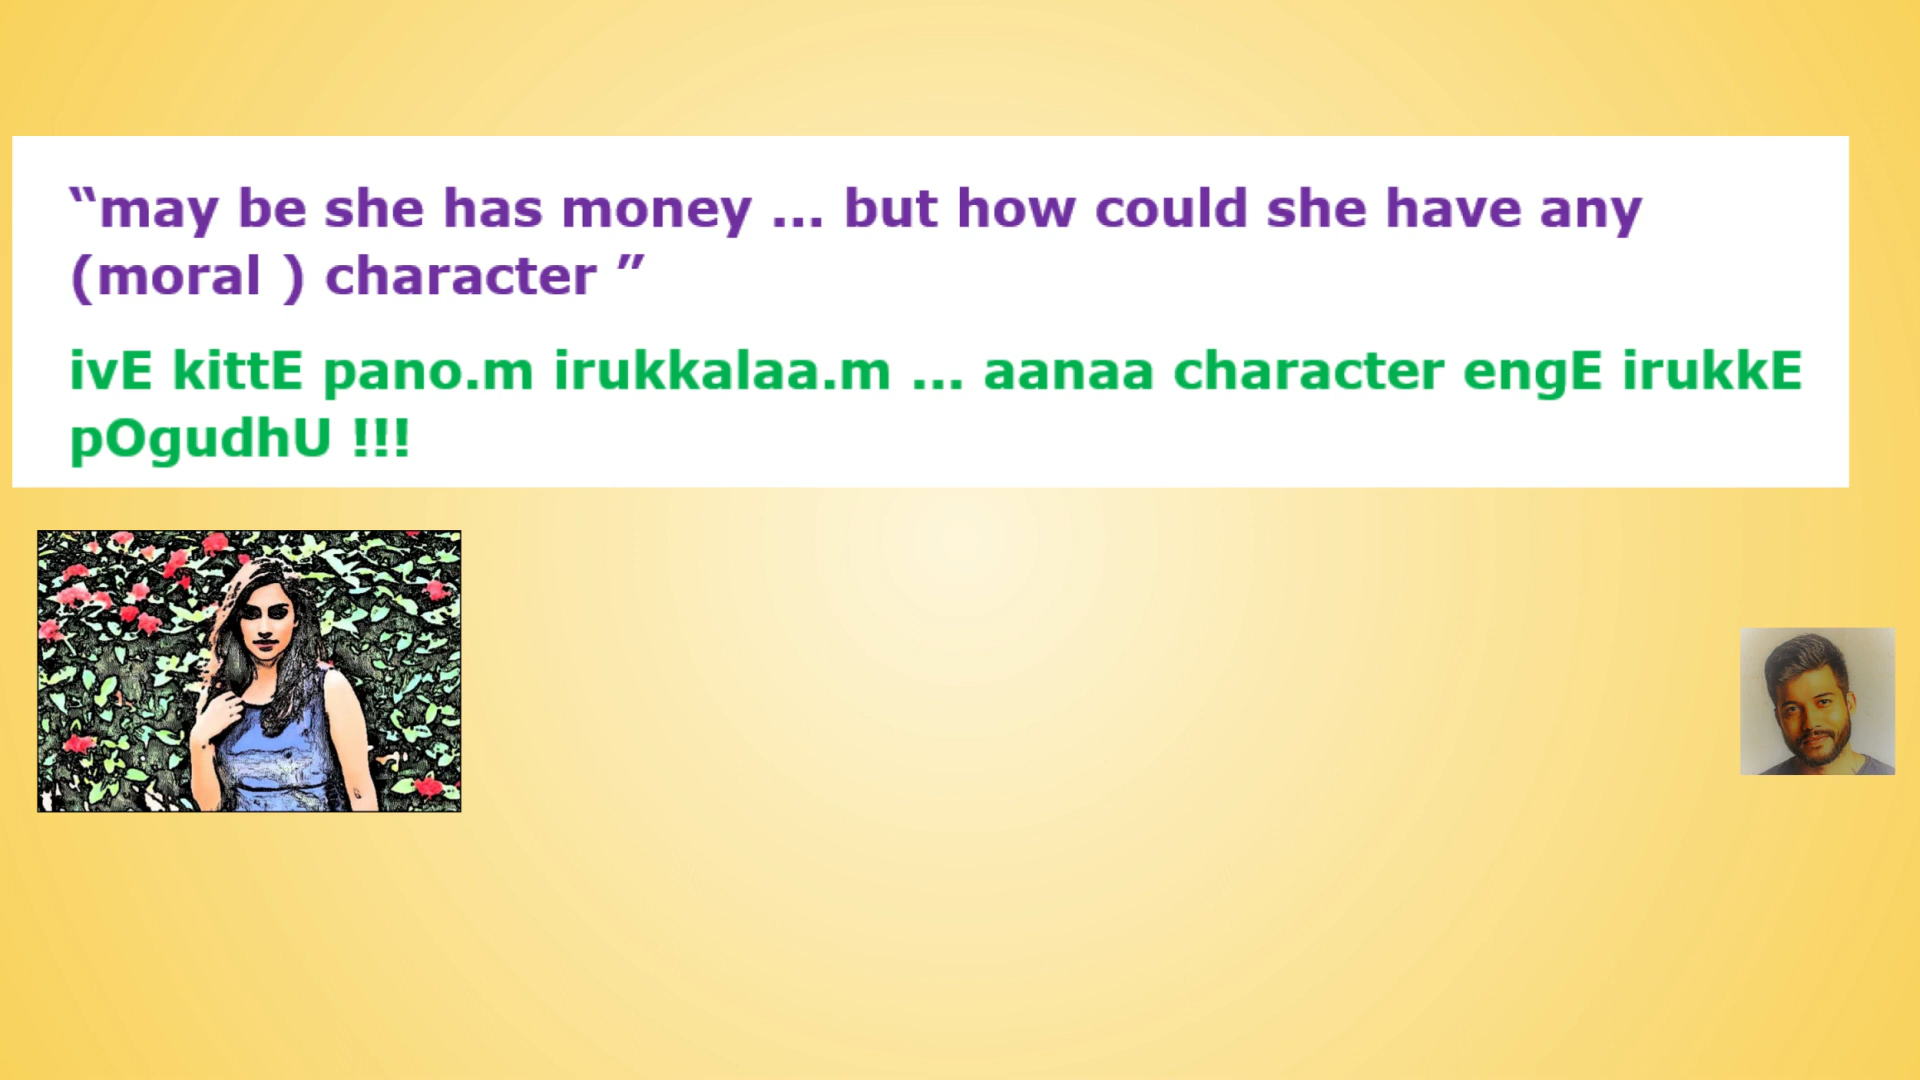 “may be she has money ... but how could she have any
(moral ) character ”
ivE kittE pano.m irukkalaa.m ... aanaa character engE irukkE
pOgudhU !!!